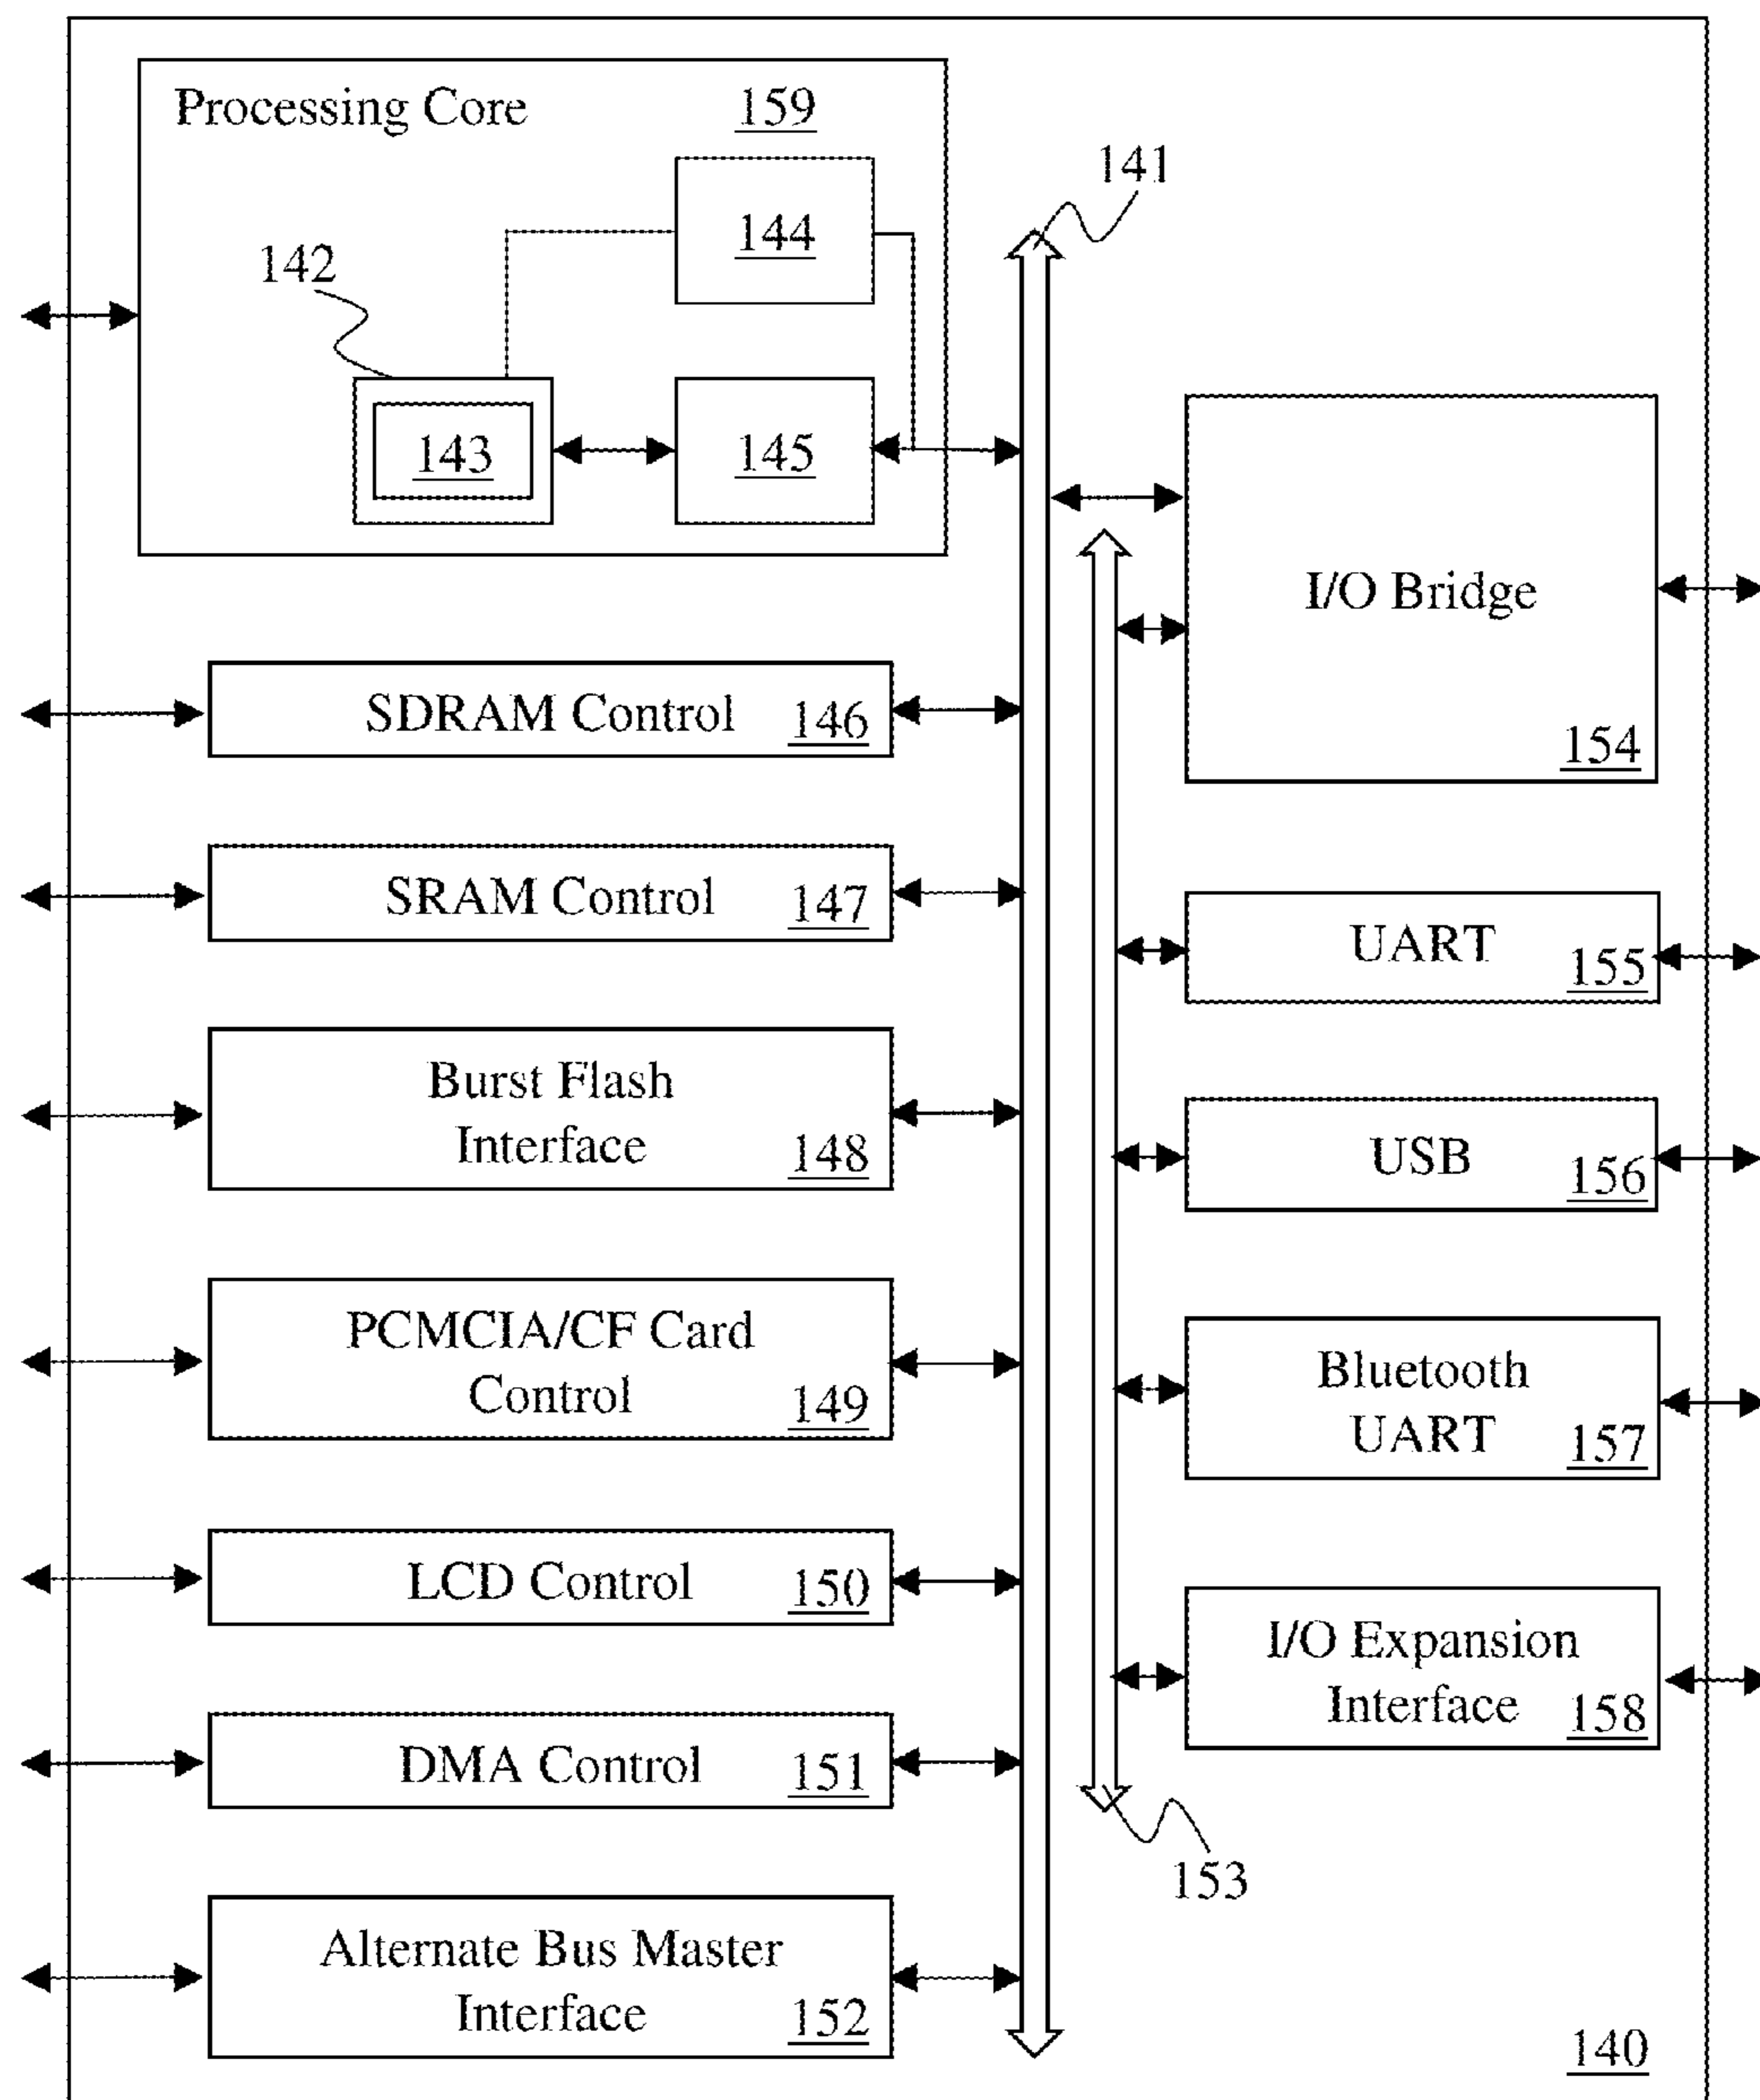 Processing Core 159
141
144
142
143
145
I/O Bridge
154
SDRAM Control 146
SRAM Control 147
UART 155
Burst Flash
Interface 148
USB 156
PCMCIA/CF Card
Control 149
Bluetooth
UART 157
LCD Control 150
I/O Expansion
Interface 158
DMA Control 151
153
Alternate Bus Master
Interface 152
140